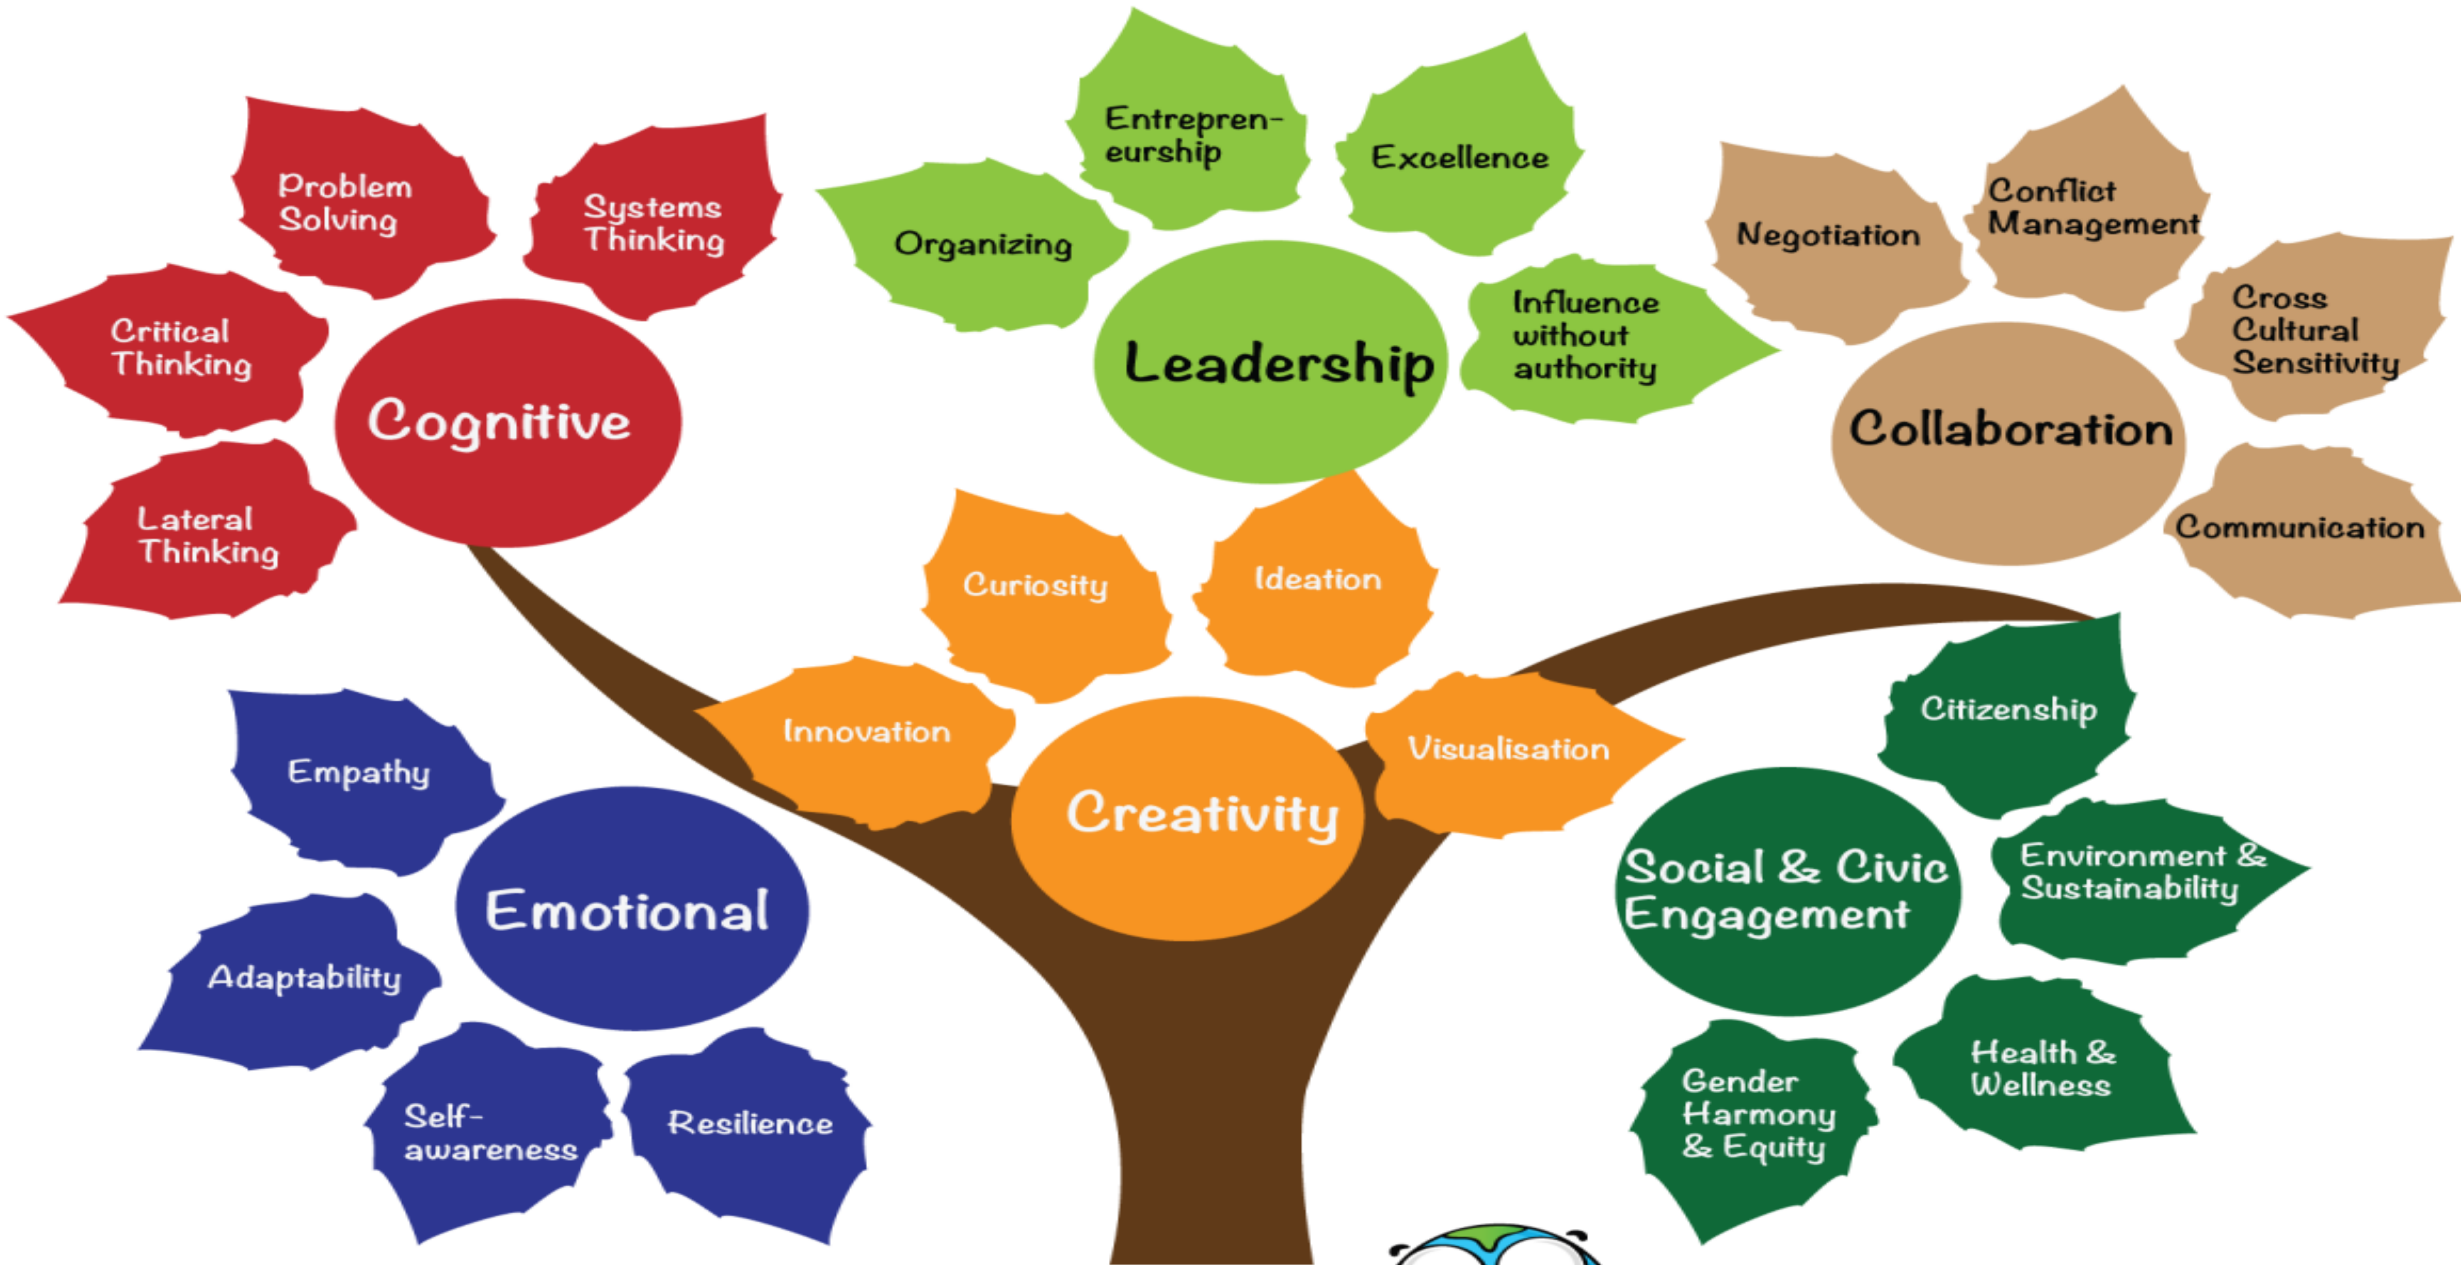 Problem
Solving
Systems
Thinking
Critical
Thinking
Lateral
Thinking
Cognitive
Entrepren-
eurship
Excellence
Organizing
Influence
without
authority
Leadership
Negotiation
Conflict
Management
Cross
Cultural
Sensitivity
Communication
Collaboration
Curiosity
Ideation
Innovation
Visualisation
Creativity
Empathy
Adaptability
Self-
awareness
Resilience
Emotional
Citizenship
Environment &
Sustainability
Social & Civic
Engagement
Health &
Wellness
Gender
Harmony
& Equity